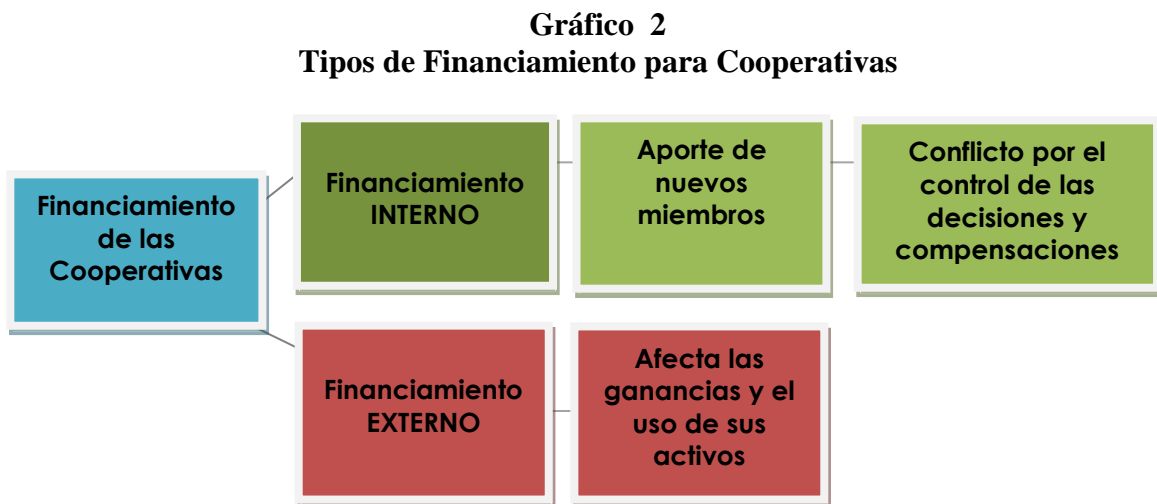 Gráfico 2
Tipos de Financiamiento para Cooperativas
Financiamiento
de las
Cooperativas
Financiamiento
INTERNO
Aporte de
nuevos
miembros
Conflicto por el
control de las
decisiones y
compensaciones
Financiamiento
EXTERNO
Afecta las
ganancias y el
uso de sus
activos